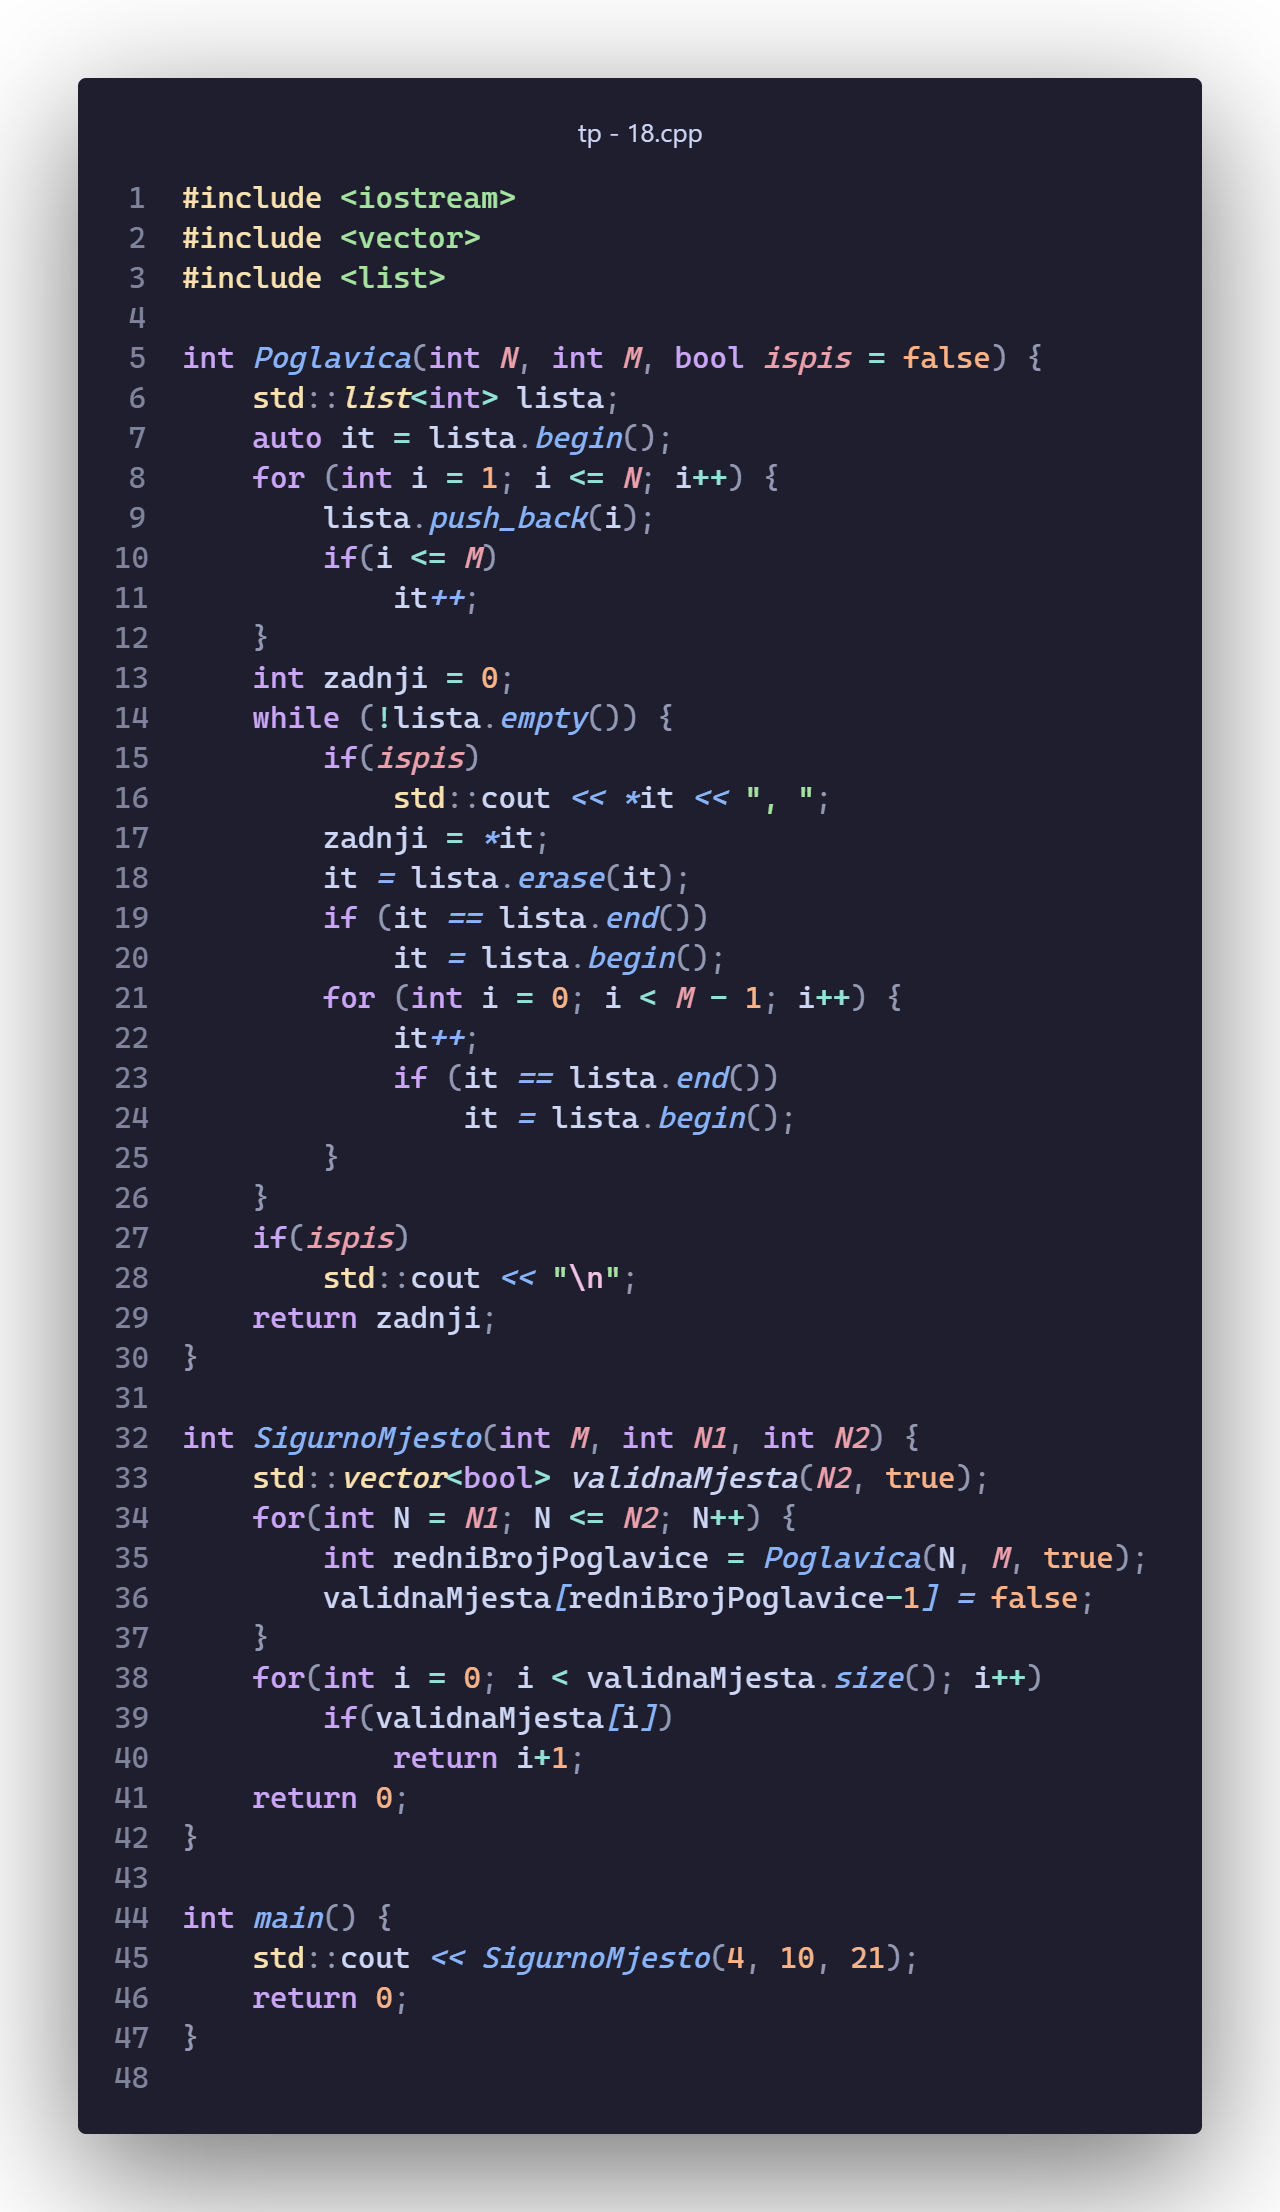 tp - 18.cpp
1 #include <iostream>
2 #include <vector>
3 #include <list>
4
5 int Poglavica(int N, int M, bool ispis = false) {
6     std::list<int> lista;
7     auto it = lista.begin();
8     for (int i = 1; i <= N; i++) {
9         lista.push_back(i);
10         if(i <= M)
11             it++;
12     }
13     int zadnji = 0;
14     while (!lista.empty()) {
15         if(ispis)
16             std::cout << *it << ", ";
17         zadnji = *it;
18         it = lista.erase(it);
19         if (it == lista.end())
20             it = lista.begin();
21         for (int i = 0; i < M - 1; i++) {
22             it++;
23             if (it == lista.end())
24                 it = lista.begin();
25         }
26     }
27     if(ispis)
28         std::cout << "\n";
29     return zadnji;
30 }
31
32 int SigurnoMjesto(int M, int N1, int N2) {
33     std::vector<bool> validnaMjesta(N2, true);
34     for(int N = N1; N <= N2; N++) {
35         int redniBrojPoglavice = Poglavica(N, M, true);
36         validnaMjesta[redniBrojPoglavice-1] = false;
37     }
38     for(int i = 0; i < validnaMjesta.size(); i++)
39         if(validnaMjesta[i])
40             return i+1;
41     return 0;
42 }
43
44 int main() {
45     std::cout << SigurnoMjesto(4, 10, 21);
46     return 0;
47 }
48